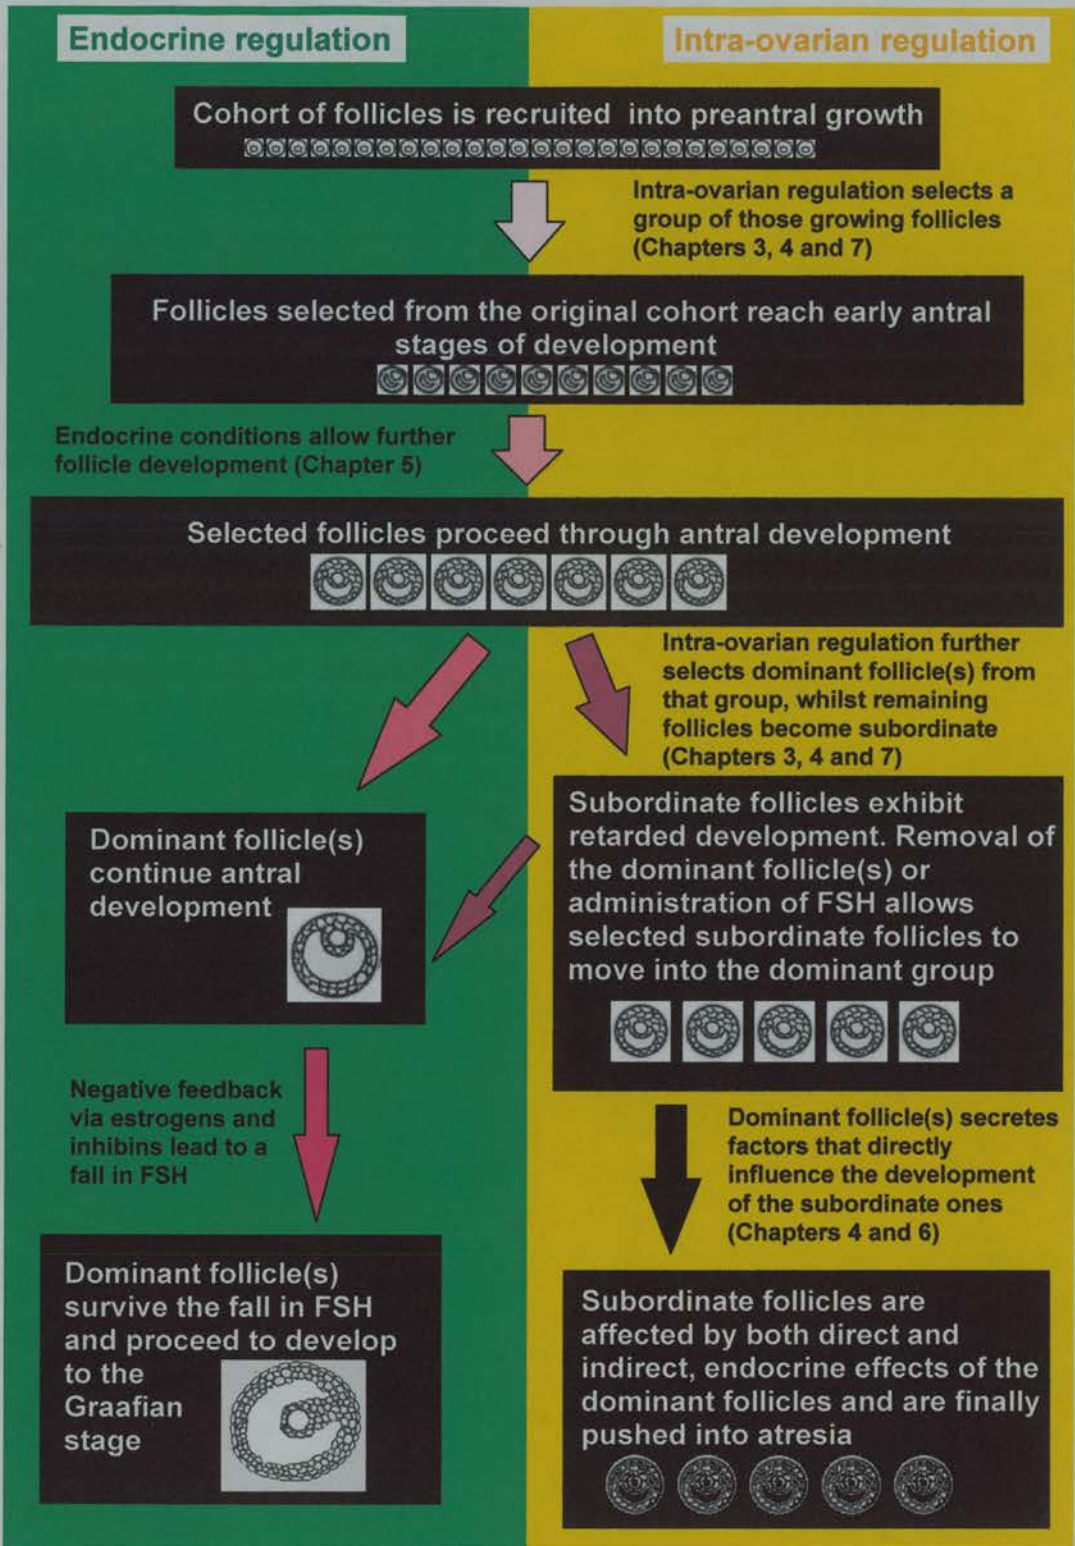 Endocrine regulation
Intra-ovarian regulation
Cohort of follicles is recruited into preantral growth
Intra-ovarian regulation selects a
group of those growing follicles
(Chapters 3, 4 and 7)
Follicles selected from the original cohort reach early antral
stages of development
Endocrine conditions allow further
follicle development (Chapter 5)
Selected follicles proceed through antral development
Intra-ovarian regulation further
selects dominant follicle(s) from
that group, whilst remaining
follicles become subordinate
(Chapters 3, 4 and 7)
Dominant follicle(s)
continue antral
development
Subordinate follicles exhibit
retarded development. Removal of
the dominant follicle(s) or
administration of FSH allows
selected subordinate follicles to
move into the dominant group
Negative feedback
via estrogens and
inhibins lead to a
fall in FSH
Dominant follicle(s) secretes
factors that directly
influence the development
of the subordinate ones
(Chapters 4 and 6)
Dominant follicle(s)
survive the fall in FSH
and proceed to develop
to the
Graafian
stage
Subordinate follicles are
affected by both direct and
indirect, endocrine effects of the
dominant follicles and are finally
pushed into atresia